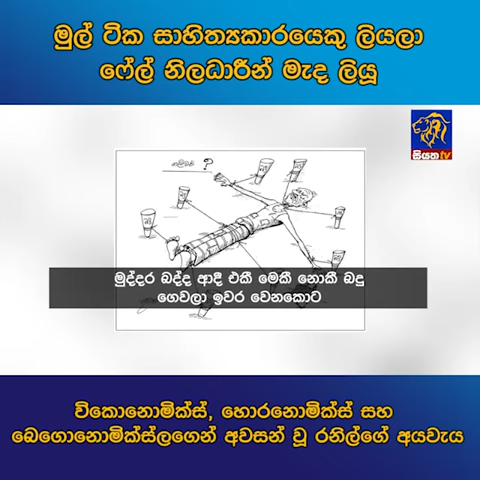 මුල් ටික සාහිත්‍යකාරයෙකු ලියලා
ෆේල් නිලධාරීන් මැද ලියූ
සියත tv
?
මුද්දර බද්ද ආදී එකී මෙකී නොකී බදු
ගෙවලා ඉවර වෙනකොට
විකොනොමික්ස්, හොරනොමික්ස් සහ
බෙගොනොමික්ස්ලගෙන් අවසන් වූ රනිල්ගේ අයවැය